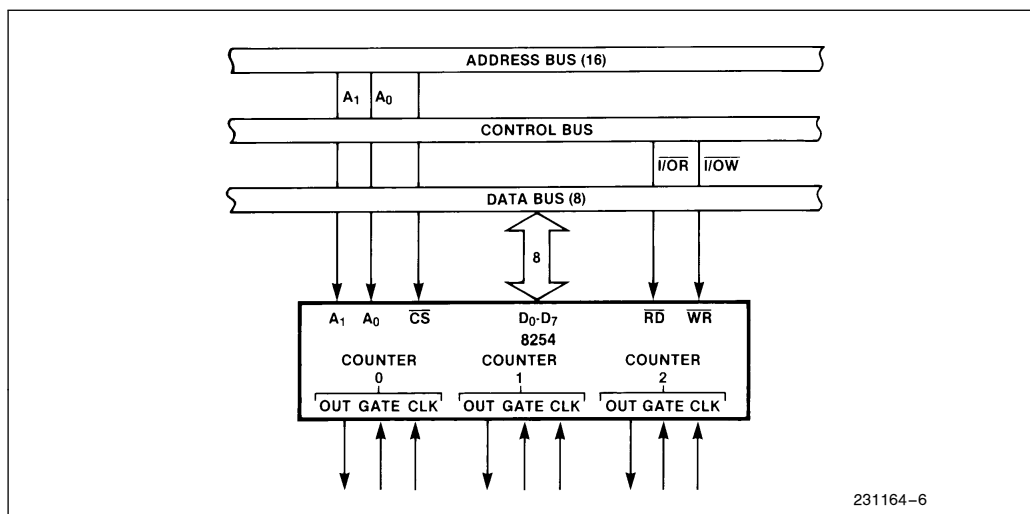 ADDRESS BUS (16)
A1 A0
CONTROL BUS
I/OR I/OW
DATA BUS (8)
8
A1 A0 CS D0-D7 RD WR
8254
COUNTER COUNTER COUNTER
0 1 2
OUT GATE CLK OUT GATE CLK OUT GATE CLK
231164–6